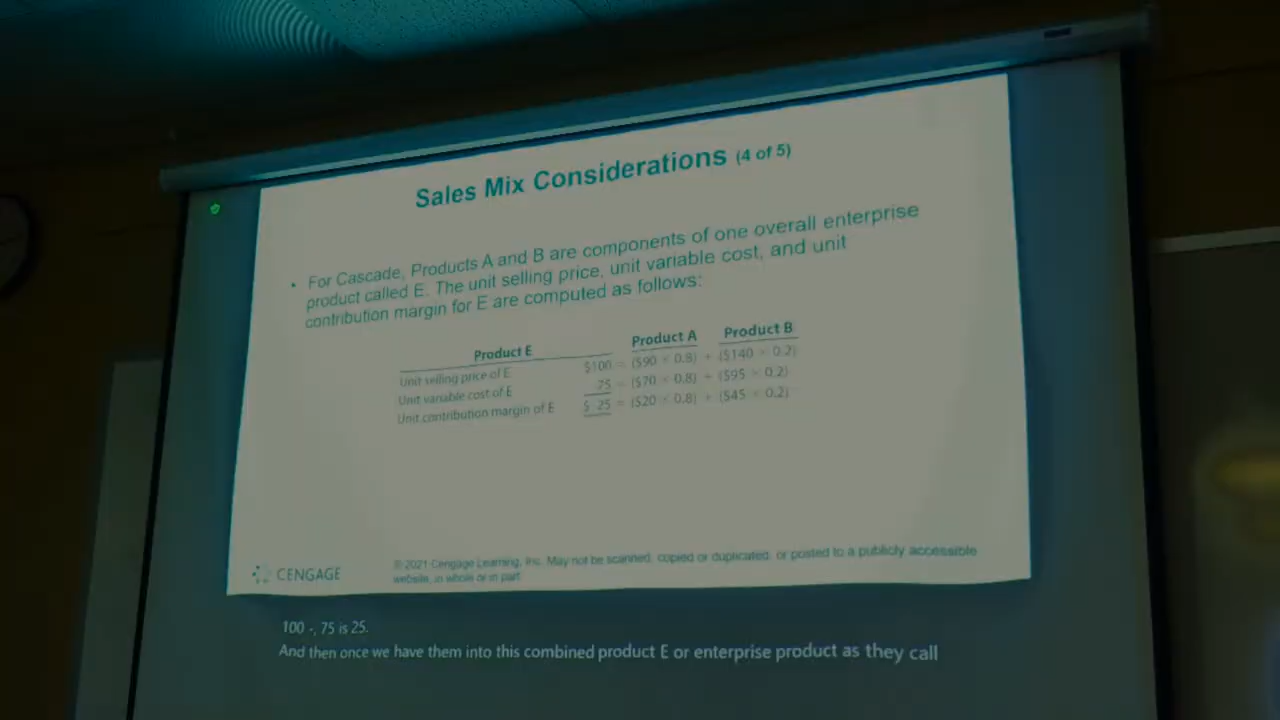 Sales Mix Considerations (4 of 5)
• For Cascade, Products A and B are components of one overall enterprise
product called E. The unit selling price, unit variable cost, and unit
contribution margin for E are computed as follows:
Product E Product A Product B
Unit selling price of E $100 = ($90 × 0.8) + ($140 × 0.2)
Unit variable cost of E 75 = ($70 × 0.8) + ($95 × 0.2)
Unit contribution margin of E $ 25 = ($20 × 0.8) + ($45 × 0.2)
CENGAGE
© 2021 Cengage Learning, Inc. May not be scanned, copied or duplicated, or posted to a publicly accessible
website, in whole or in part.
100 -, 75 is 25.
And then once we have them into this combined product E or enterprise product as they call